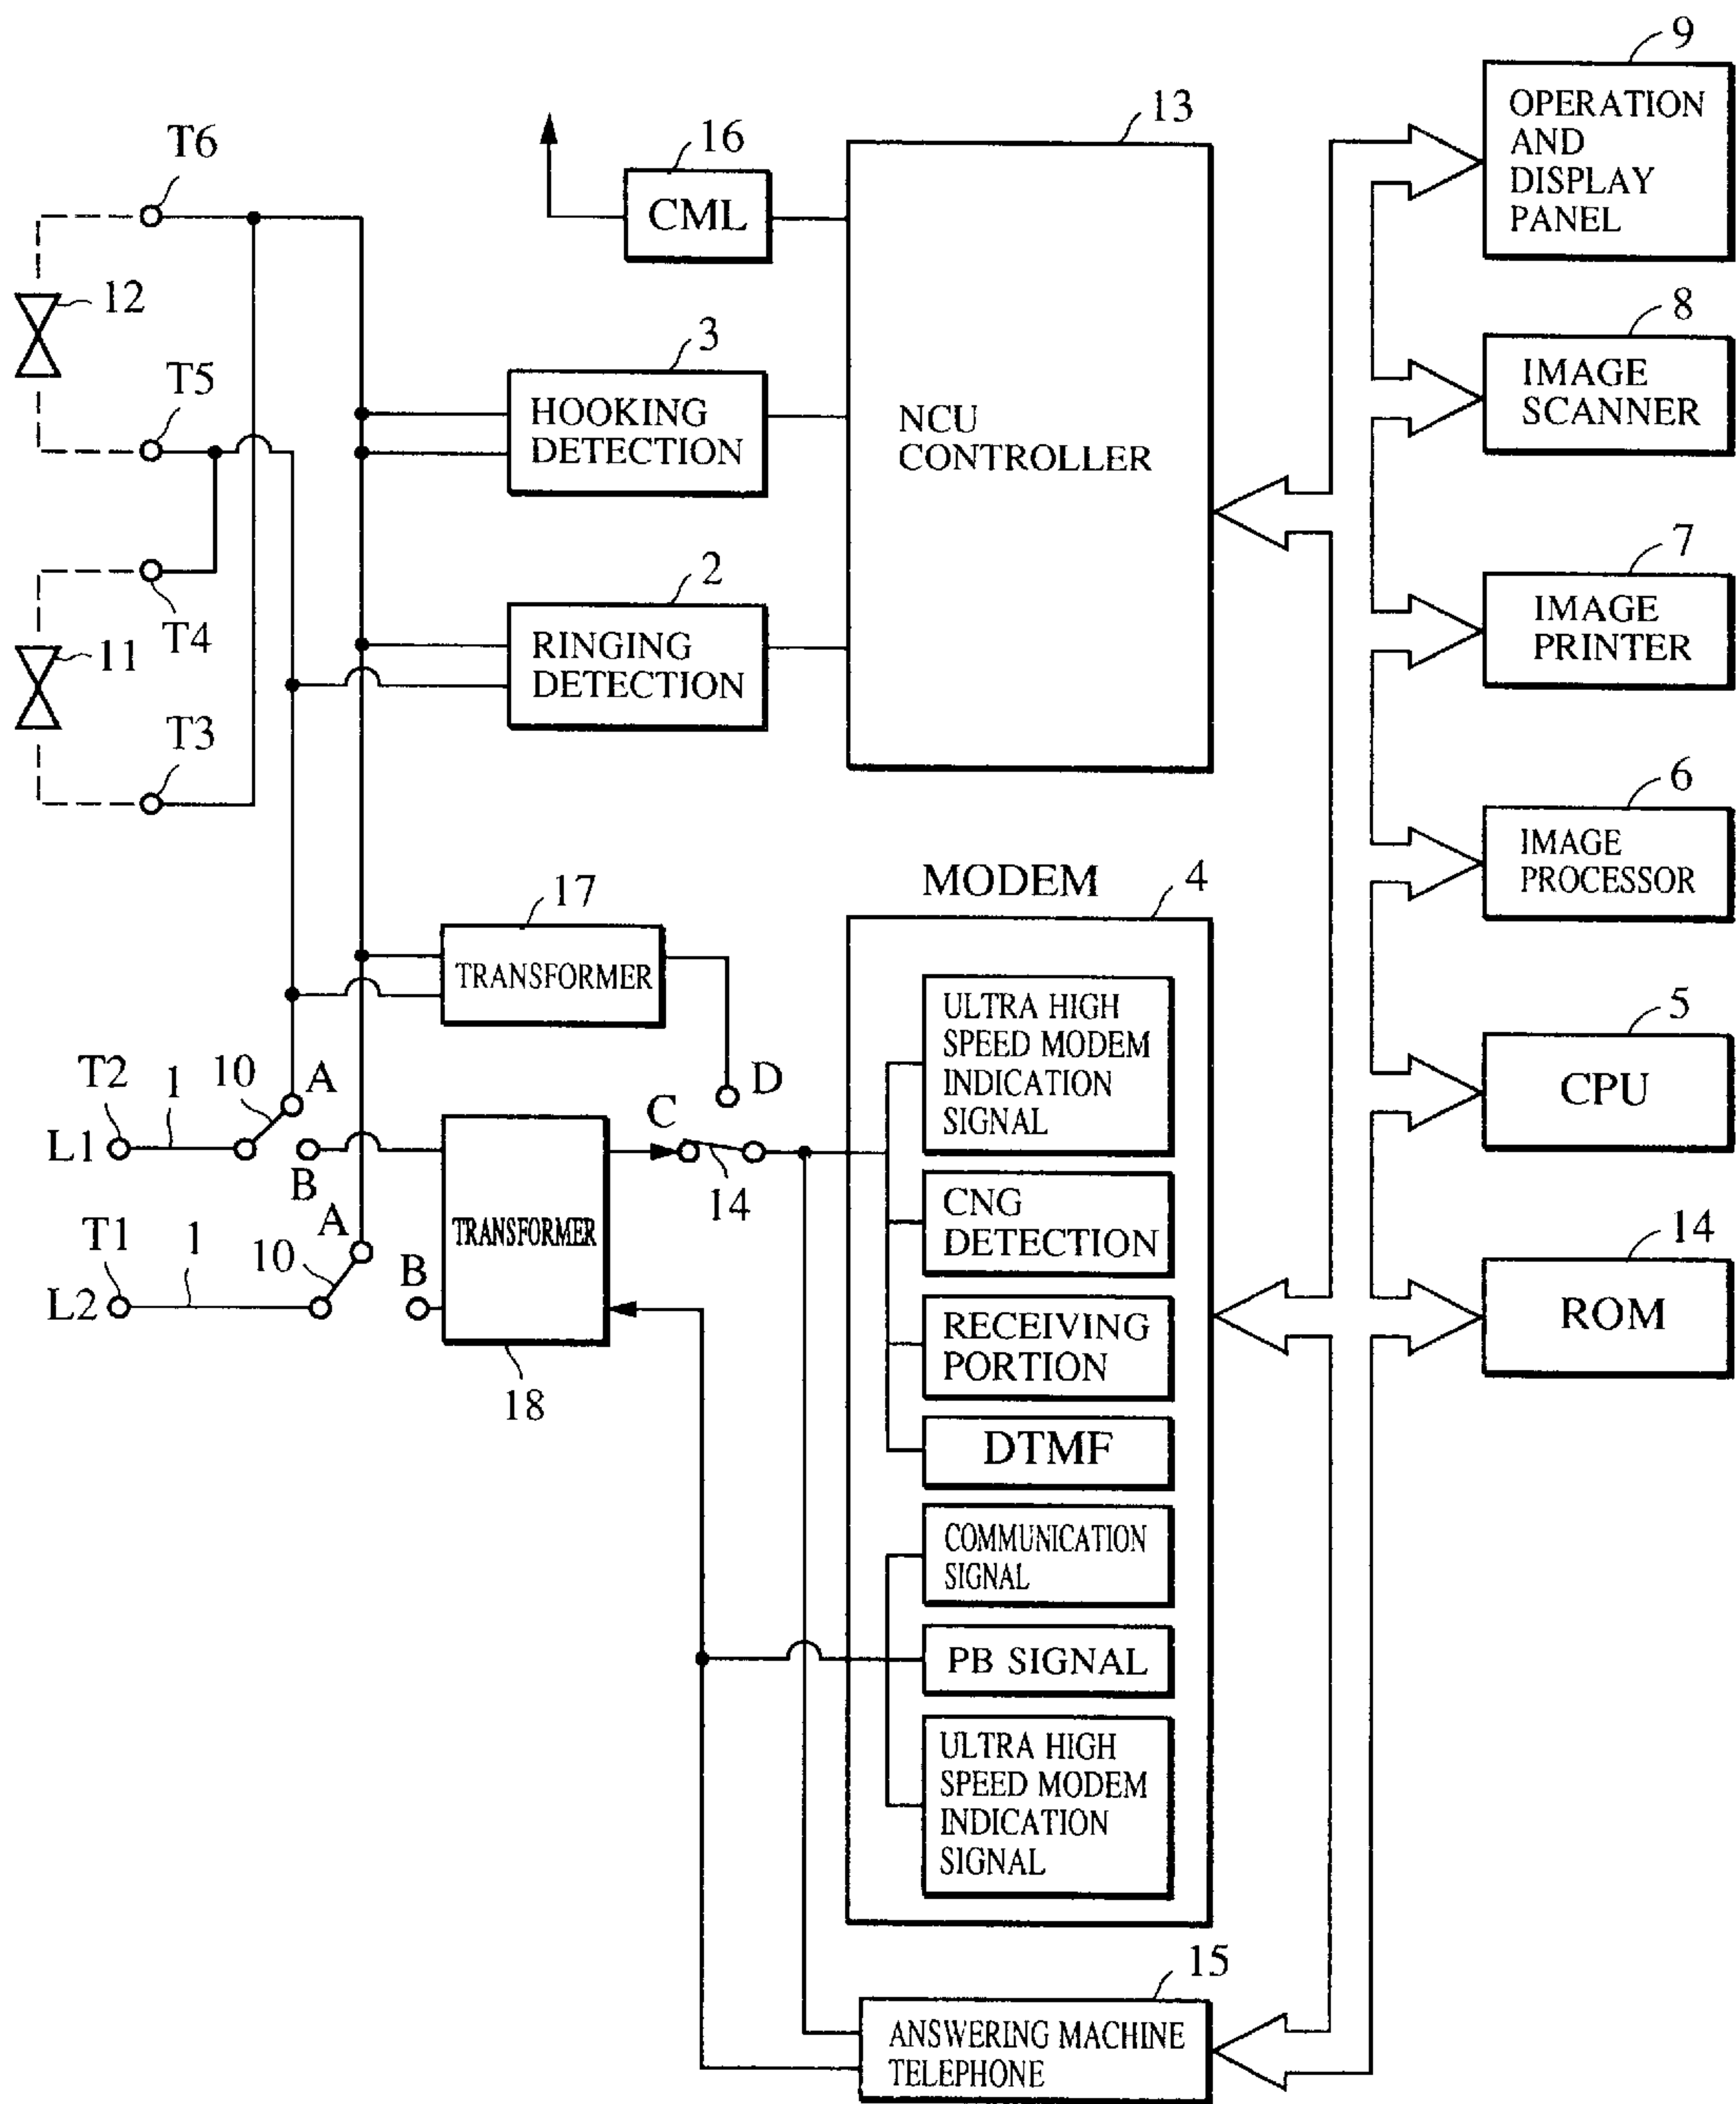 9
OPERATION
AND
DISPLAY
PANEL
13
16
CML
T6
12
3
HOOKING
DETECTION
NCU
CONTROLLER
8
IMAGE
SCANNER
T5
2
RINGING
DETECTION
7
IMAGE
PRINTER
T4
11
T3
6
IMAGE
PROCESSOR
MODEM
4
17
TRANSFORMER
ULTRA HIGH
SPEED MODEM
INDICATION
SIGNAL
5
CPU
T2
1
10
A
L1
B
D
C
14
TRANSFORMER
18
T1
1
10
A
B
L2
CNG
DETECTION
14
ROM
RECEIVING
PORTION
DTMF
COMMUNICATION
SIGNAL
PB SIGNAL
ULTRA HIGH
SPEED MODEM
INDICATION
SIGNAL
15
ANSWERING MACHINE
TELEPHONE